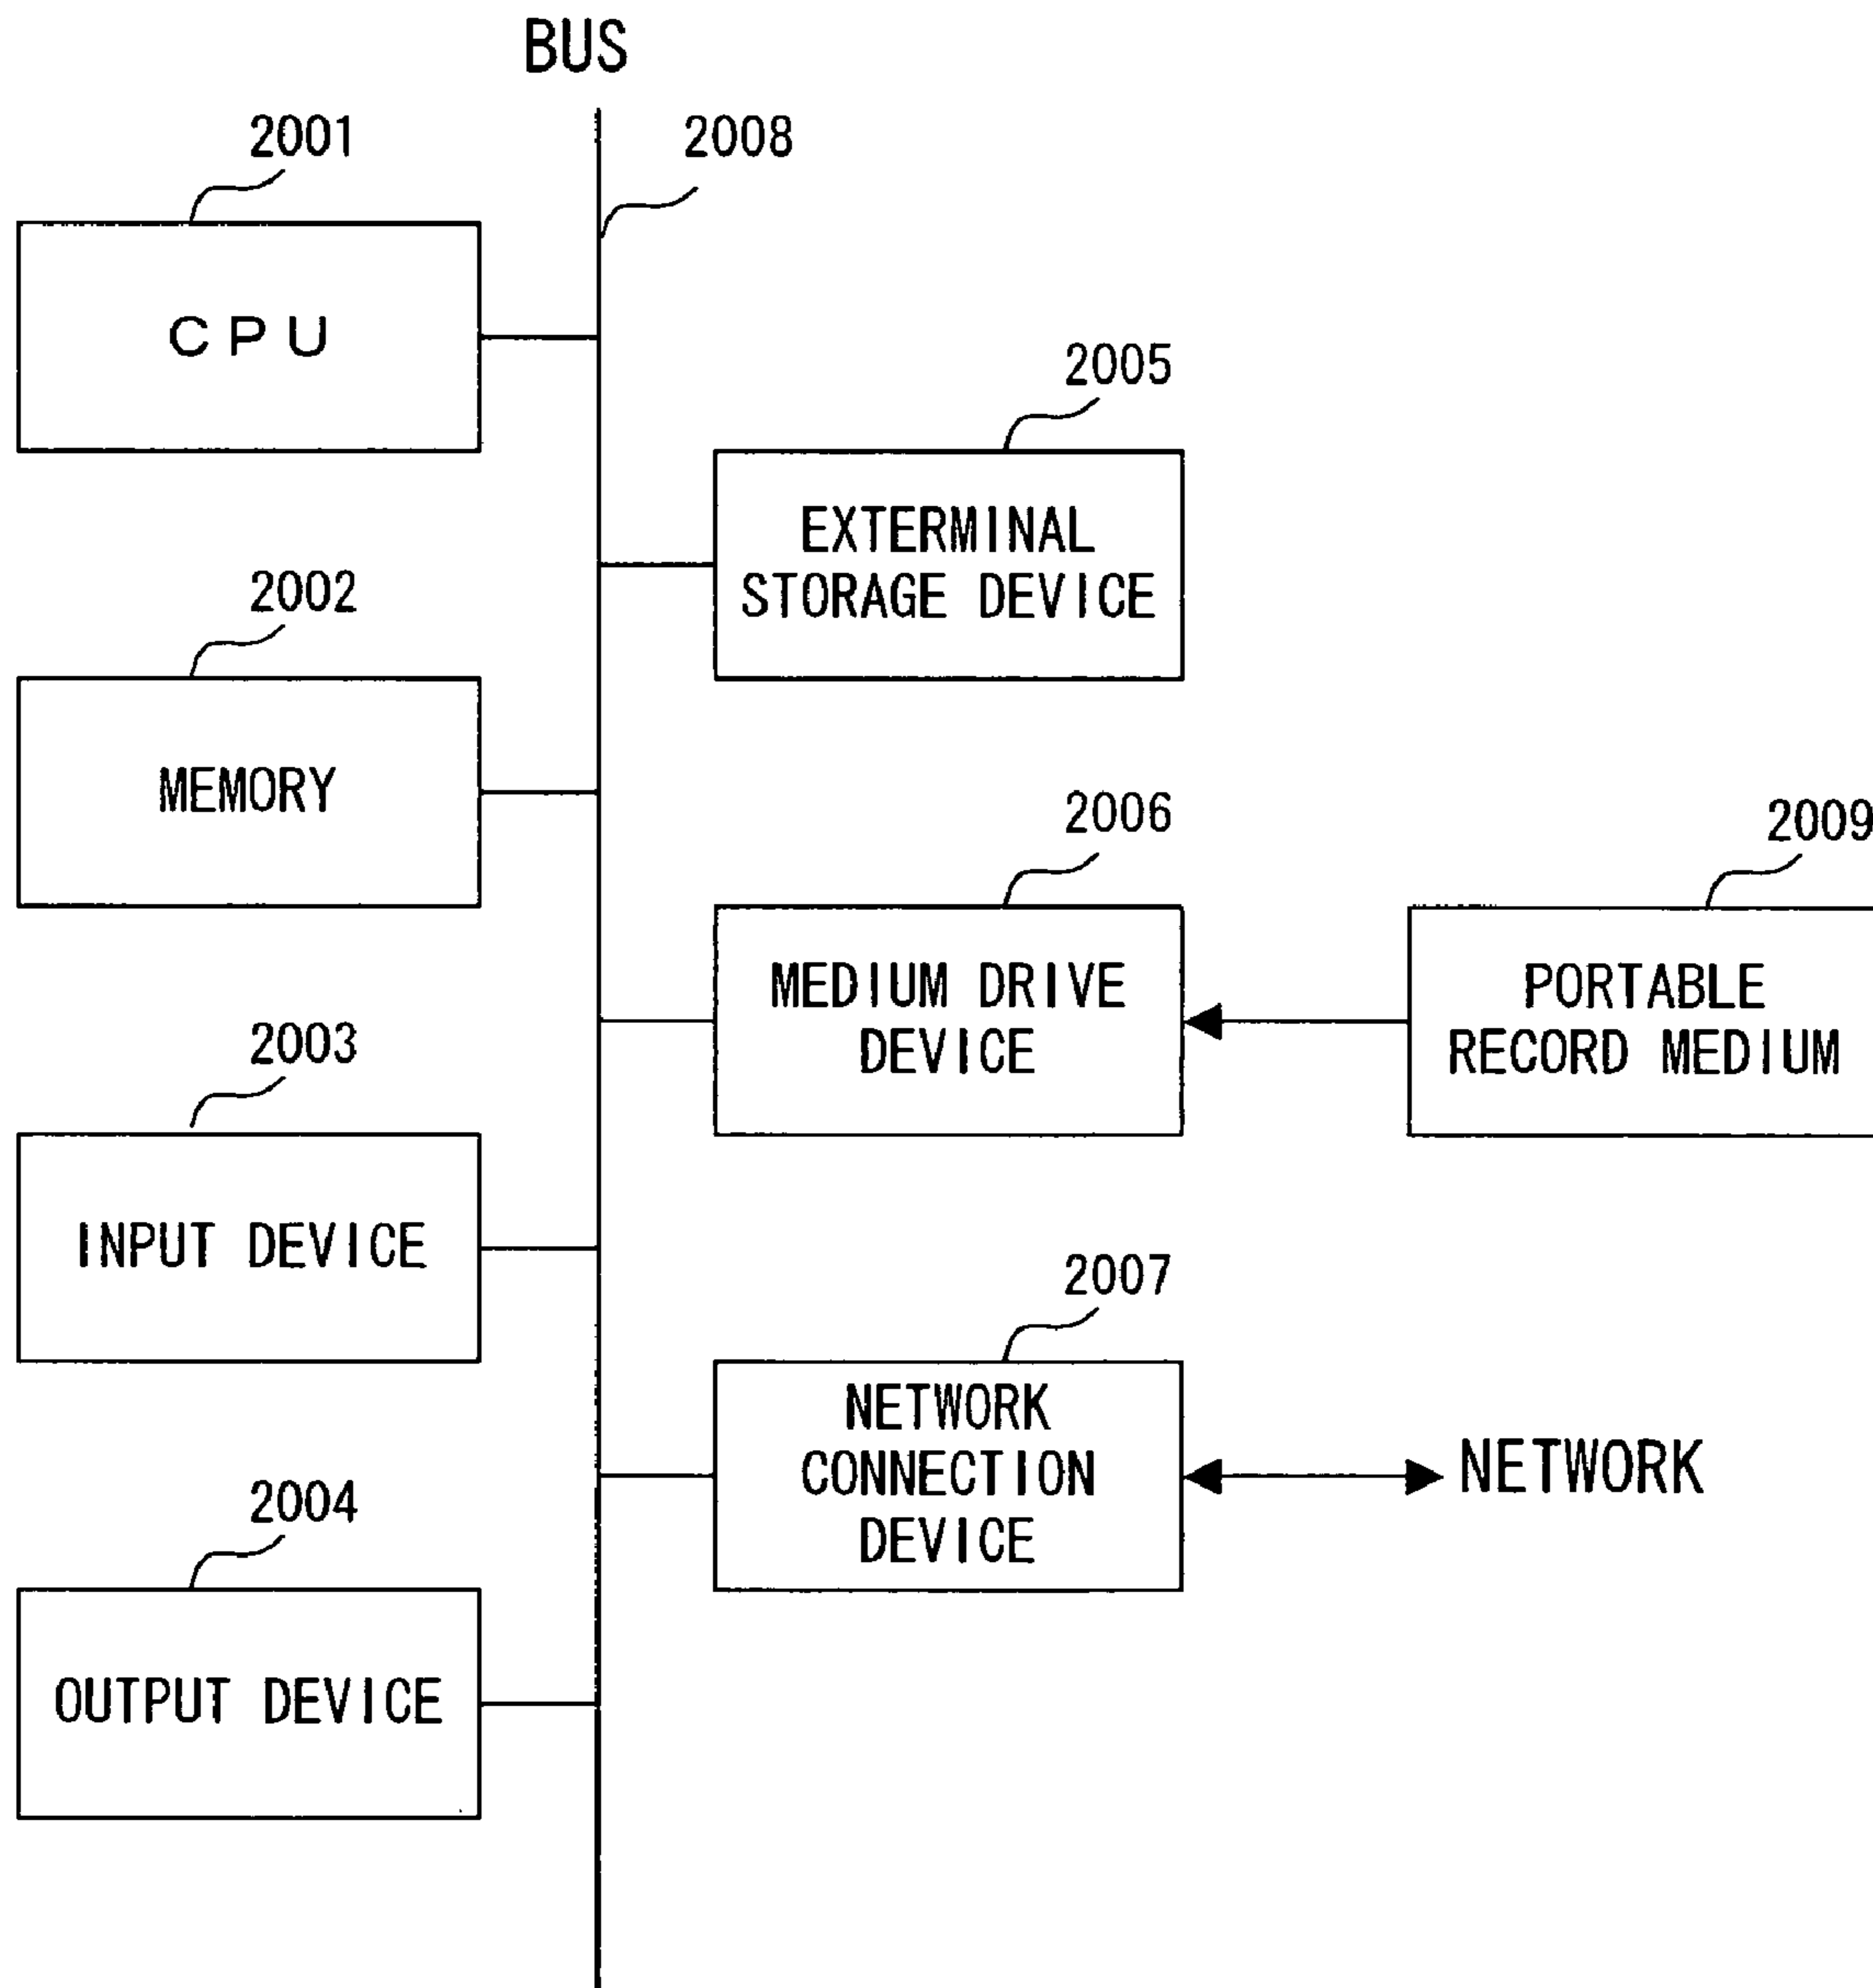 BUS
2001
2008
CPU
2005
EXTERMINAL
STORAGE DEVICE
2002
MEMORY
2006
2009
MEDIUM DRIVE
DEVICE
PORTABLE
RECORD MEDIUM
2003
INPUT DEVICE
2007
NETWORK
CONNECTION
DEVICE
NETWORK
2004
OUTPUT DEVICE